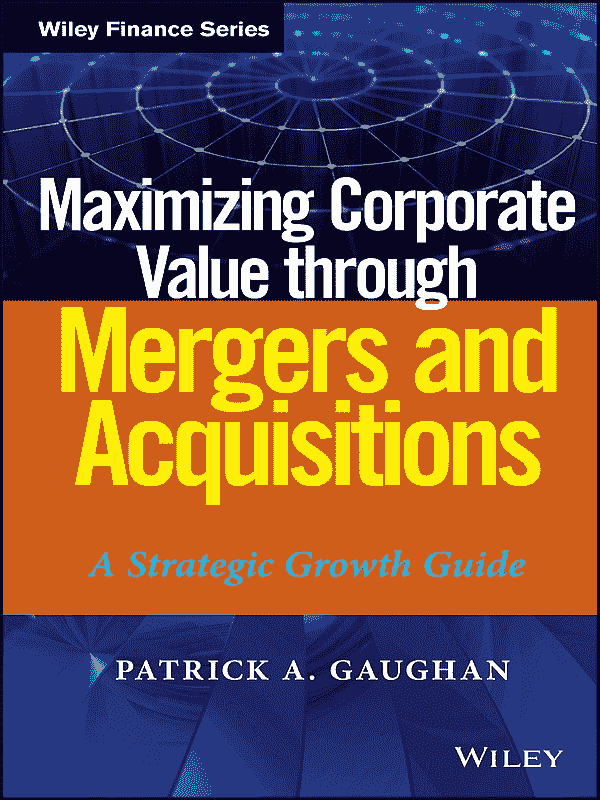 Wiley Finance Series
Maximizing Corporate
Value through
Mergers and
Acquisitions
A Strategic Growth Guide
PATRICK A. GAUGHAN
WILEY